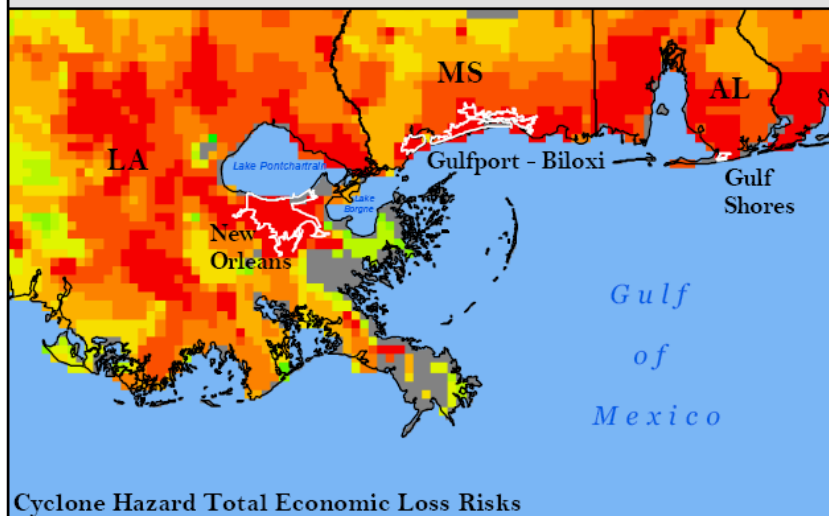 MS
AL
LA
Lake Pontchartrain
Gulfport - Biloxi
Lake
Borgne
Gulf
Shores
New
Orleans
Gulf
of
Mexico
Cyclone Hazard Total Economic Loss Risks